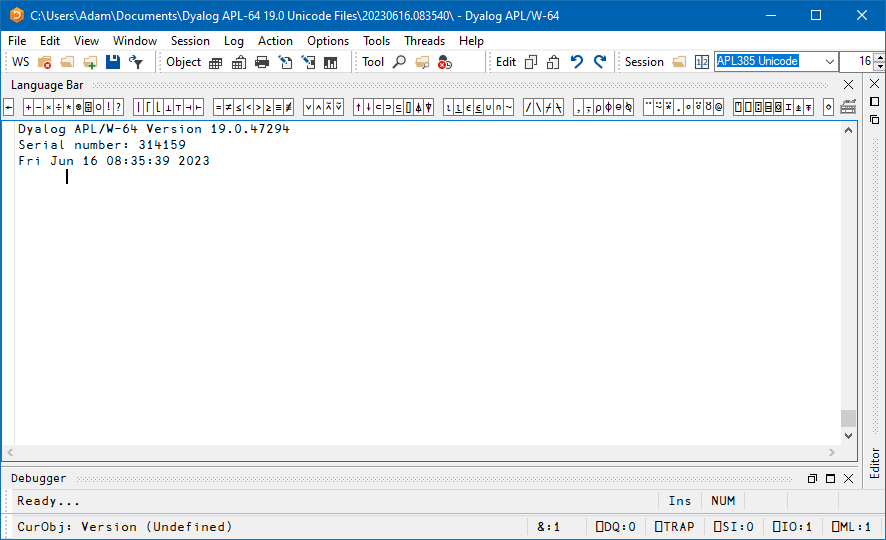 C:\Users\Adam\Documents\Dyalog APL-64 19.0 Unicode Files\20230616.083540\ - Dyalog APL/W-64
File Edit View Window Session Log Action Options Tools Threads Help
WS Object Tool Edit Session APL385 Unicode 16
Language Bar
← + - × ÷ * ⍟ ⌹ ○ ! ? | ⌈ ⌊ ⊥ ⊤ ⊣ ⊢ = ≠ ≤ < > ≥ ≡ ≢ ∨ ∧ ⍲ ⍱ ↑ ↓ ⊂ ⊃ ⊆ ⌷ ⍋ ⍒ ⍳ ⍸ ∊ ⍷ ∪ ∩ ~ / \ ⌿ ⍀ , ⍪ ⍴ ⌽ ⊖ ⍉ ¨ ⍨ ⍣ . ∘ ⍤ ⍥ @
Dyalog APL/W-64 Version 19.0.47294
Serial number: 314159
Fri Jun 16 08:35:39 2023
Editor
Debugger
Ready... Ins NUM
CurObj: Version (Undefined) &:1 ⎕DQ:0 ⎕TRAP ⎕SI:0 ⎕IO:1 ⎕ML:1